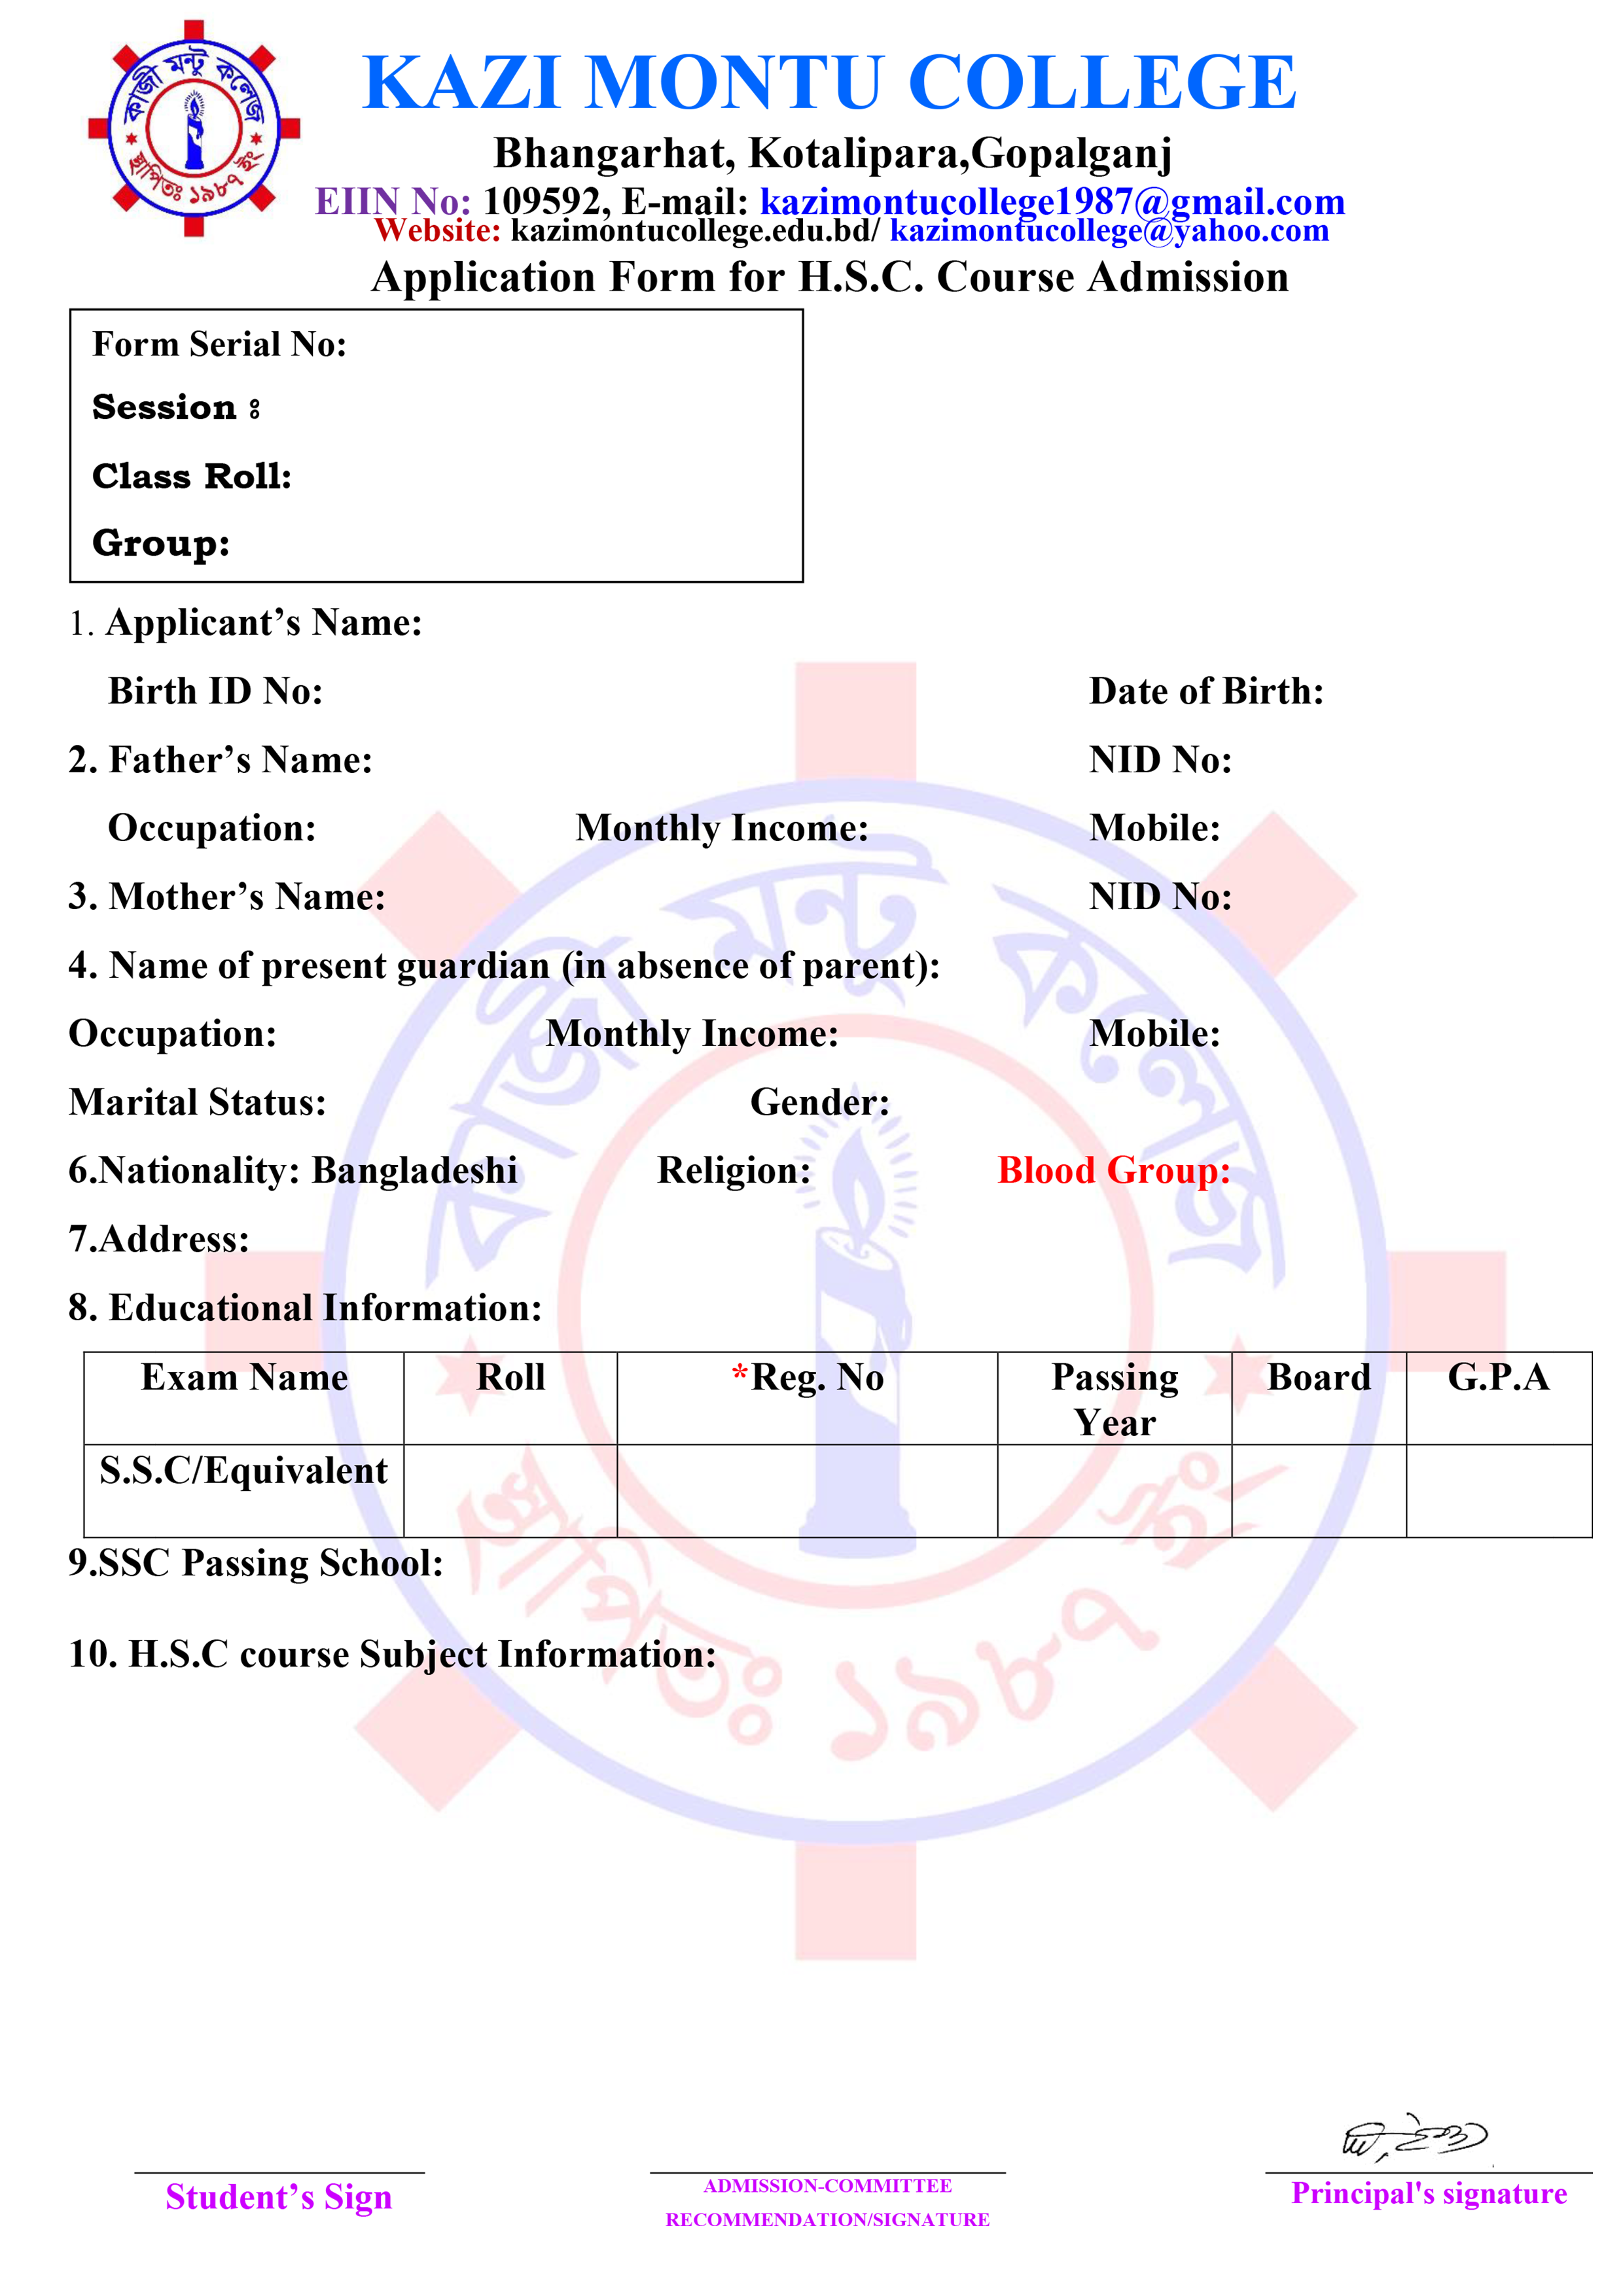 কাজী মন্টু কলেজ
স্থাপিতঃ ১৯৮৭ ইং
KAZI MONTU COLLEGE
Bhangarhat, Kotalipara,Gopalganj
EIIN No: 109592, E-mail: kazimontucollege1987@gmail.com
Website: kazimontucollege.edu.bd/ kazimontucollege@yahoo.com
Application Form for H.S.C. Course Admission
Form Serial No:
Session :
Class Roll:
Group:
1. Applicant’s Name:
Birth ID No: Date of Birth:
2. Father’s Name: NID No:
Occupation: Monthly Income: Mobile:
3. Mother’s Name: NID No:
4. Name of present guardian (in absence of parent):
Occupation: Monthly Income: Mobile:
Marital Status: Gender:
6.Nationality: Bangladeshi Religion: Blood Group:
7.Address:
8. Educational Information:
Exam Name Roll *Reg. No Passing Year Board G.P.A
S.S.C/Equivalent
9.SSC Passing School:
10. H.S.C course Subject Information:
কাজী মন্টু কলেজ
স্থাপিতঃ ১৯৮৭ ইং
Student’s Sign
ADMISSION-COMMITTEE
RECOMMENDATION/SIGNATURE
Principal's signature